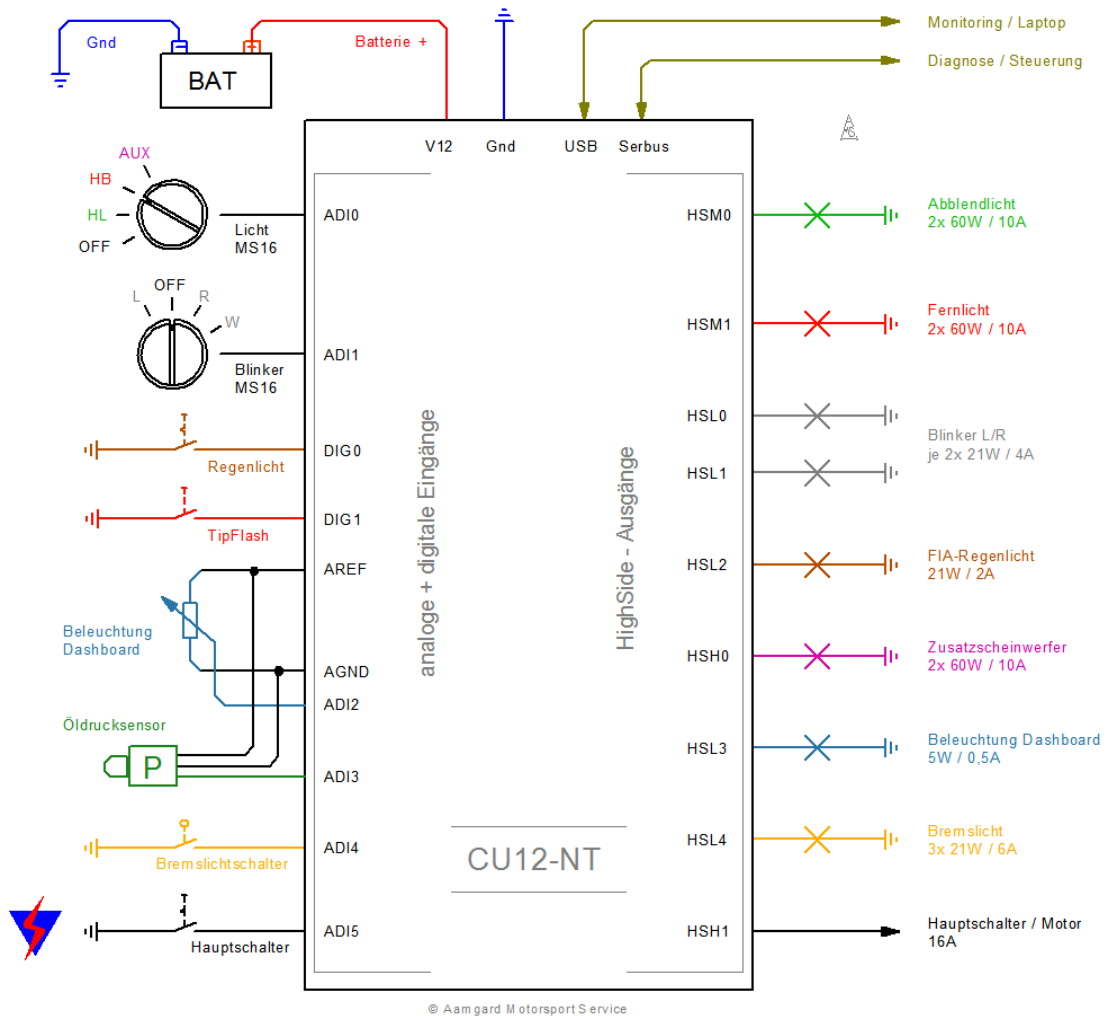 Gnd
Batterie +
BAT
Monitoring / Laptop
Diagnose / Steuerung
V12
Gnd
USB
Serbus
AUX
HB
HL
OFF
Licht
MS16
ADI0
L
OFF
R
W
Blinker
MS16
ADI1
Regenlicht
DIG0
TipFlash
DIG1
AREF
Beleuchtung
Dashboard
AGND
ADI2
Öldrucksensor
P
ADI3
Bremslichtschalter
ADI4
Hauptschalter
ADI5
analoge + digitale Eingänge
HighSide - Ausgänge
CU12-NT
HSM0
Abblendlicht
2x 60W / 10A
HSM1
Fernlicht
2x 60W / 10A
HSL0
HSL1
Blinker L/R
je 2x 21W / 4A
HSL2
FIA-Regenlicht
21W / 2A
HSH0
Zusatzscheinwerfer
2x 60W / 10A
HSL3
Beleuchtung Dashboard
5W / 0,5A
HSL4
Bremslicht
3x 21W / 6A
HSH1
Hauptschalter / Motor
16A
© Aamgard Motorsport Service